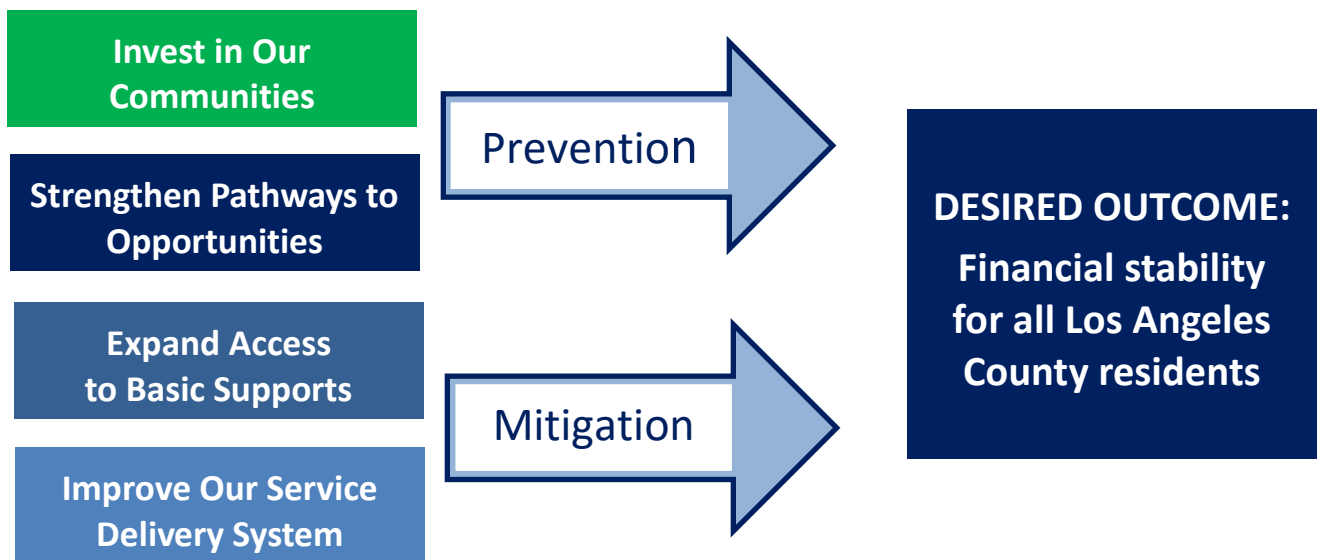 Invest in Our
Communities
Strengthen Pathways to
Opportunities
Expand Access
to Basic Supports
Improve Our Service
Delivery System
Prevention
Mitigation
DESIRED OUTCOME:
Financial stability
for all Los Angeles
County residents